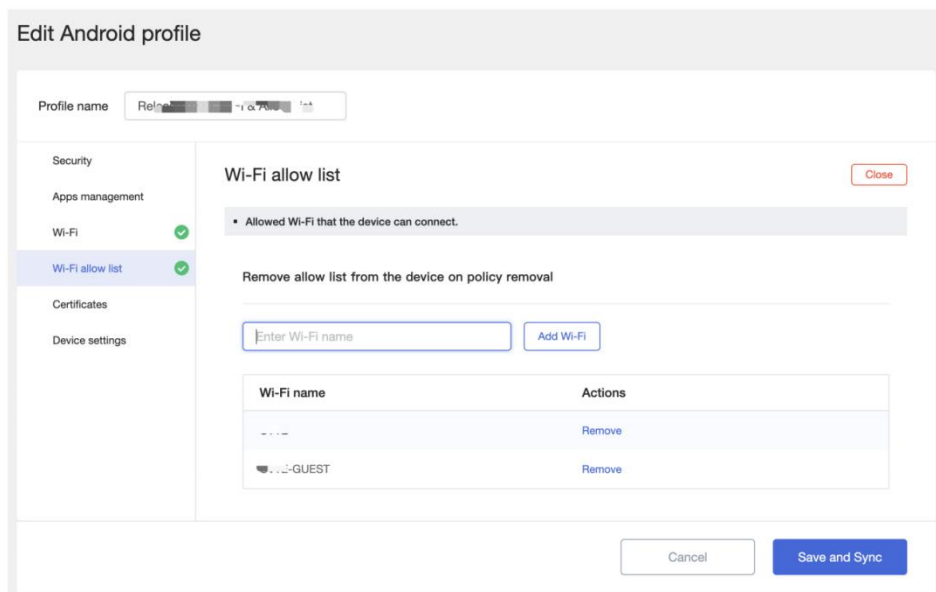 Edit Android profile
Profile name
Security
Apps management
Wi-Fi
Wi-Fi allow list
Certificates
Device settings
Wi-Fi allow list
Close
▪ Allowed Wi-Fi that the device can connect.
Remove allow list from the device on policy removal
Enter Wi-Fi name
Add Wi-Fi
Wi-Fi name Actions
Remove
-GUEST Remove
Cancel
Save and Sync